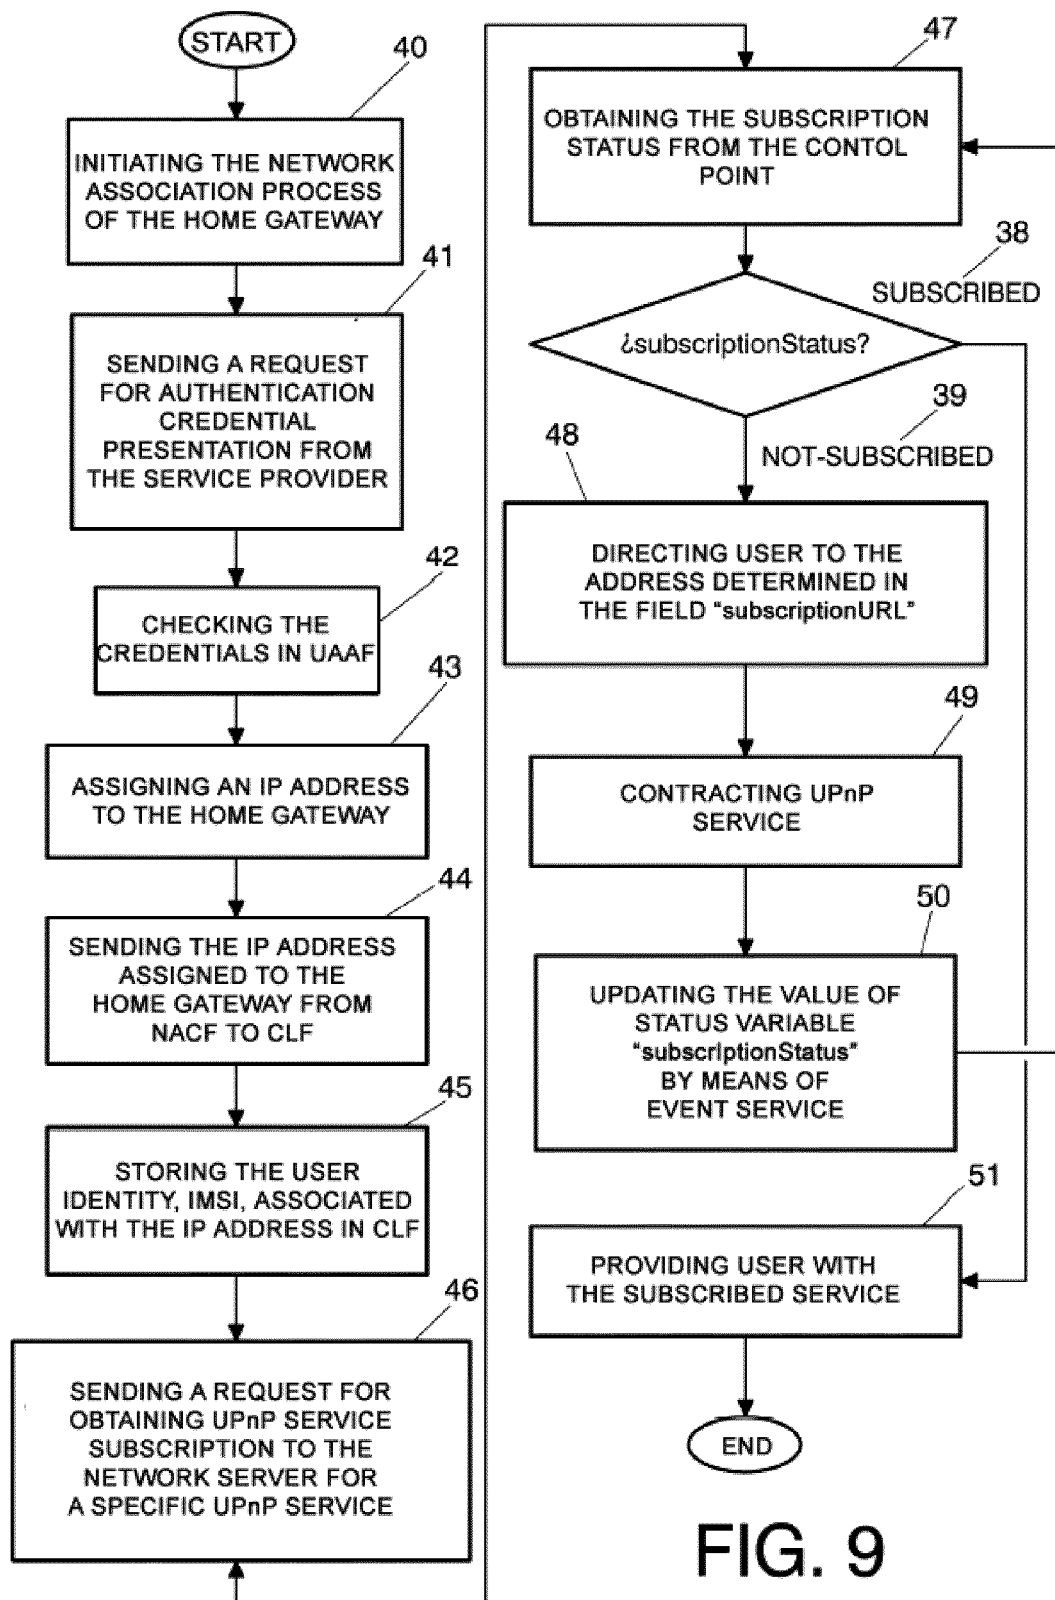 START
40
INITIATING THE NETWORK
ASSOCIATION PROCESS
OF THE HOME GATEWAY
41
SENDING A REQUEST
FOR AUTHENTICATION
CREDENTIAL
PRESENTATION FROM
THE SERVICE PROVIDER
42
CHECKING THE
CREDENTIALS IN UAAF
43
ASSIGNING AN IP ADDRESS
TO THE HOME GATEWAY
44
SENDING THE IP ADDRESS
ASSIGNED TO THE
HOME GATEWAY FROM
NACF TO CLF
45
STORING THE USER
IDENTITY, IMSI, ASSOCIATED
WITH THE IP ADDRESS IN CLF
46
SENDING A REQUEST FOR
OBTAINING UPnP SERVICE
SUBSCRIPTION TO THE
NETWORK SERVER FOR
A SPECIFIC UPnP SERVICE
47
OBTAINING THE SUBSCRIPTION
STATUS FROM THE CONTOL
POINT
38
SUBSCRIBED
¿subscriptionStatus?
39
NOT-SUBSCRIBED
48
DIRECTING USER TO THE
ADDRESS DETERMINED IN
THE FIELD “subscriptionURL”
49
CONTRACTING UPnP
SERVICE
50
UPDATING THE VALUE OF
STATUS VARIABLE
“subscriptionStatus”
BY MEANS OF
EVENT SERVICE
51
PROVIDING USER WITH
THE SUBSCRIBED SERVICE
END
FIG. 9